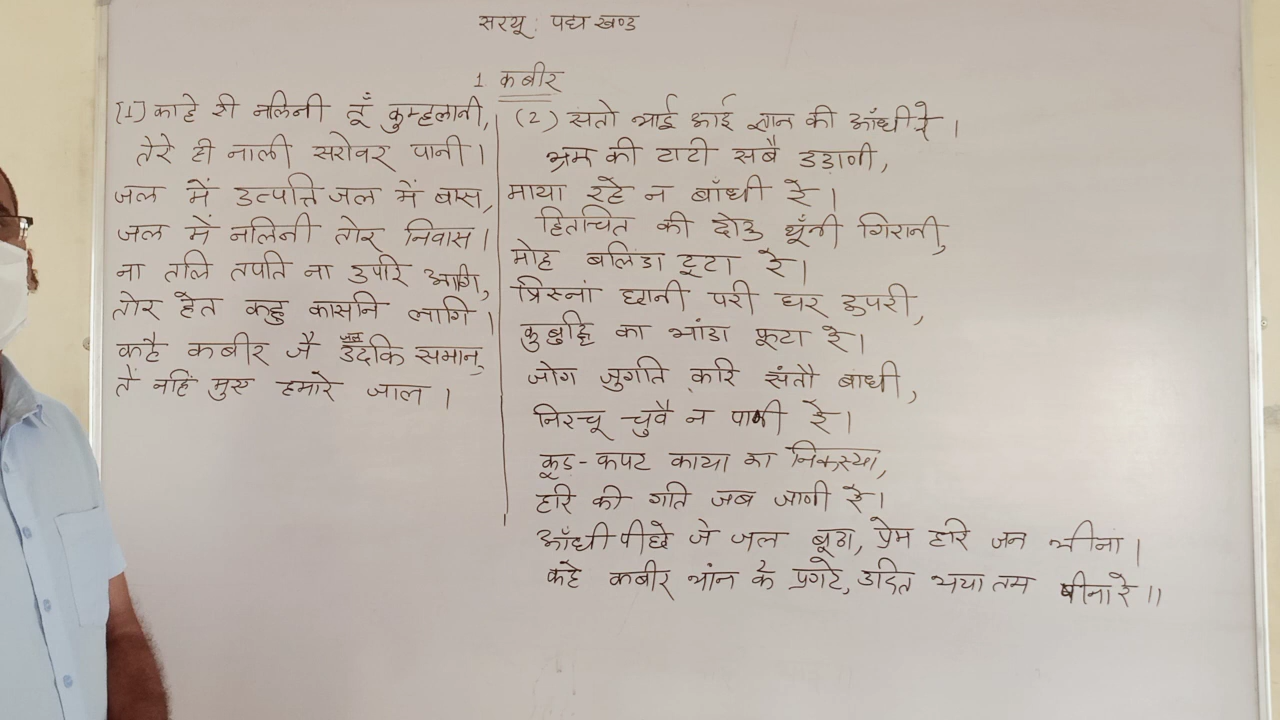 सरयू : पद्य खण्ड
1 कबीर
(1) काहे री नलिनी तूँ कुम्हलानी,
तेरे ही नाली सरोवर पानी।
जल में उत्पत्ति जल में बास,
जल में नलिनी तोर निवास।
ना तलि तपति ना उपरि आगि,
तोर हेत कहु कासनि लागि।
कहै कबीर जै उदकि समान,
ते नहिं मुए हमारे जान।
(2) संतो भाई आई ज्ञान की आँधी रे।
भ्रम की टाटी सबै उड़ाणी,
माया रहै न बाँधी रे।
हितचित की दोउ थूँनी गिरानी,
मोह बलिंडा टूटा रे।
त्रिस्नां छानी परी घर उपरी,
कुबुद्धि का भांडा फूटा रे।
जोग जुगति करि संतौ बांधी,
निरचू चुवै न पाणी रे।
कूड़-कपट काया का निकस्या,
हरि की गति जब जाणी रे।
आँधी पीछे जे जल बूठा, प्रेम हरि जन भीना।
कहे कबीर भांन के प्रगटे, उदित भया तम षीना रे॥